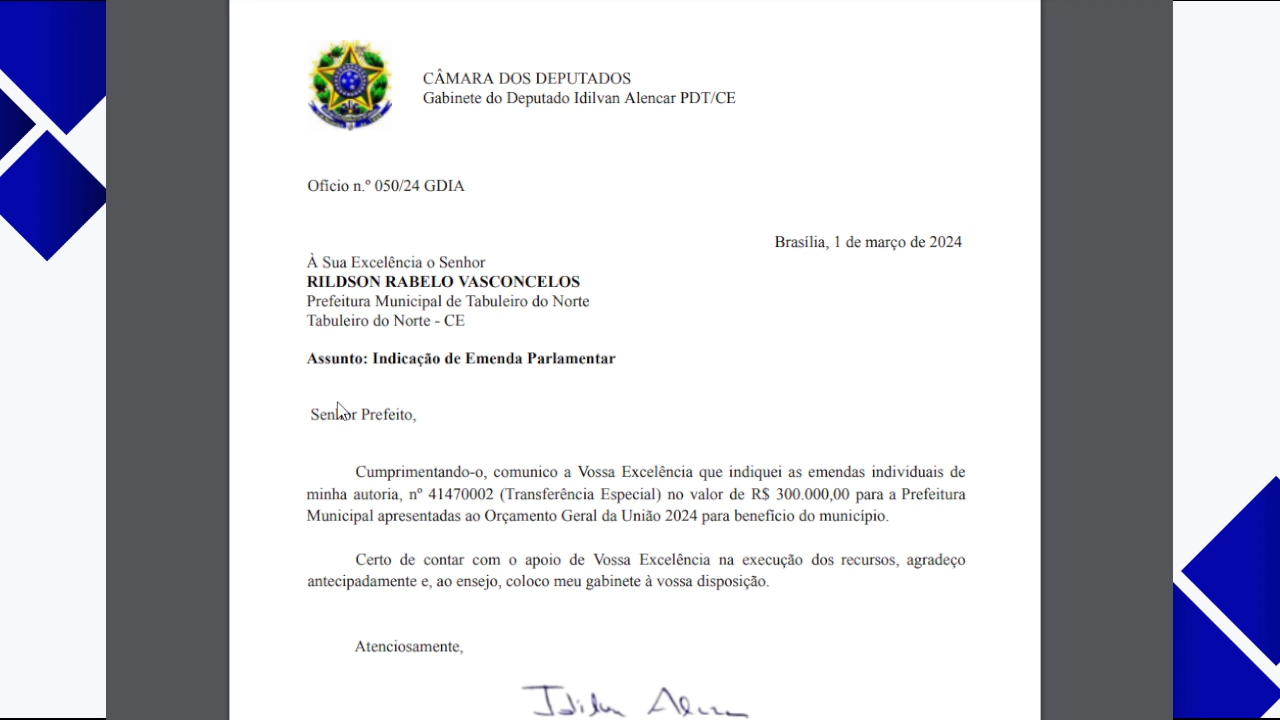 CÂMARA DOS DEPUTADOS
Gabinete do Deputado Idilvan Alencar PDT/CE
Ofício n.º 050/24 GDIA
Brasília, 1 de março de 2024
À Sua Excelência o Senhor
RILDSON RABELO VASCONCELOS
Prefeitura Municipal de Tabuleiro do Norte
Tabuleiro do Norte - CE
Assunto: Indicação de Emenda Parlamentar
Senhor Prefeito,
Cumprimentando-o, comunico a Vossa Excelência que indiquei as emendas individuais de
minha autoria, nº 41470002 (Transferência Especial) no valor de R$ 300.000,00 para a Prefeitura
Municipal apresentadas ao Orçamento Geral da União 2024 para benefício do município.
Certo de contar com o apoio de Vossa Excelência na execução dos recursos, agradeço
antecipadamente e, ao ensejo, coloco meu gabinete à vossa disposição.
Atenciosamente,